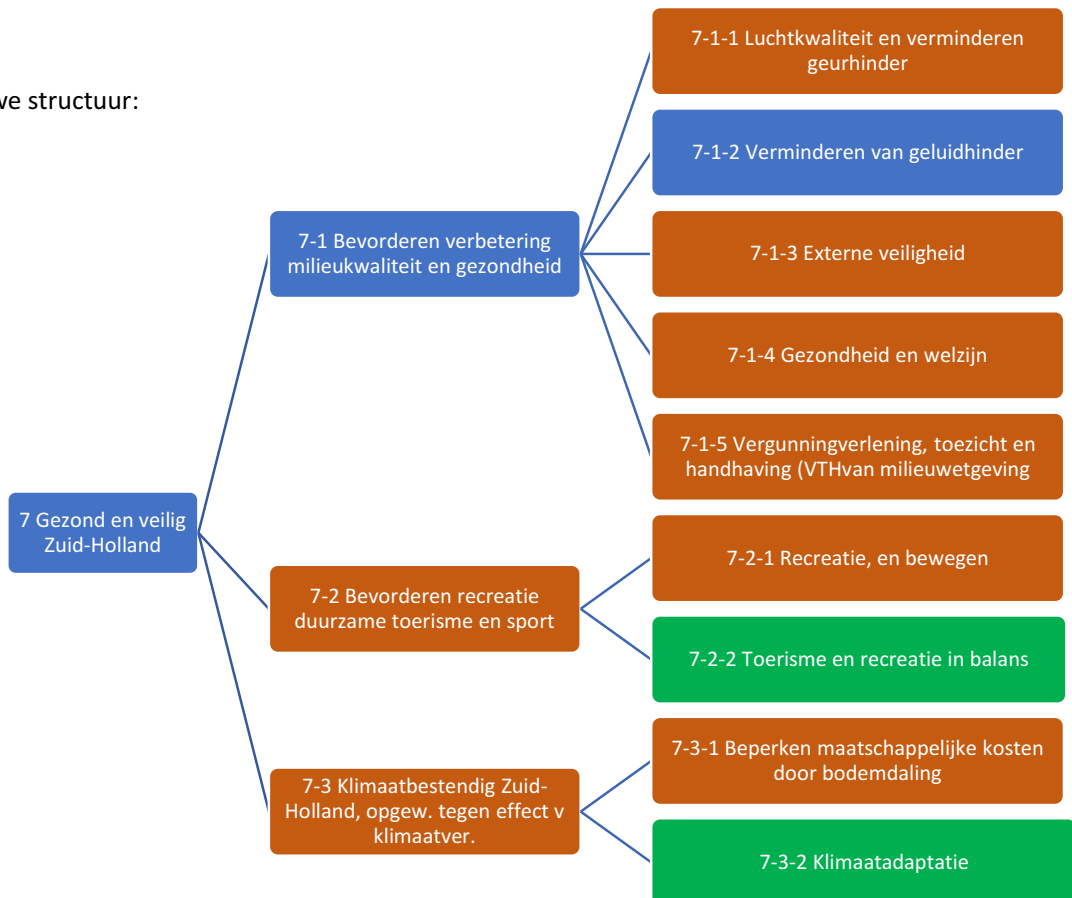 we structuur:
7 Gezond en veilig
Zuid-Holland
7-1 Bevorderen verbetering
milieukwaliteit en gezondheid
7-1-1 Luchtkwaliteit en verminderen
geurhinder
7-1-2 Verminderen van geluidhinder
7-1-3 Externe veiligheid
7-1-4 Gezondheid en welzijn
7-1-5 Vergunningverlening, toezicht en
handhaving (VTHvan milieuwetgeving
7-2 Bevorderen recreatie
duurzame toerisme en sport
7-2-1 Recreatie, en bewegen
7-2-2 Toerisme en recreatie in balans
7-3 Klimaatbestendig Zuid-
Holland, opgew. tegen effect v
klimaatver.
7-3-1 Beperken maatschappelijke kosten
door bodemdaling
7-3-2 Klimaatadaptatie